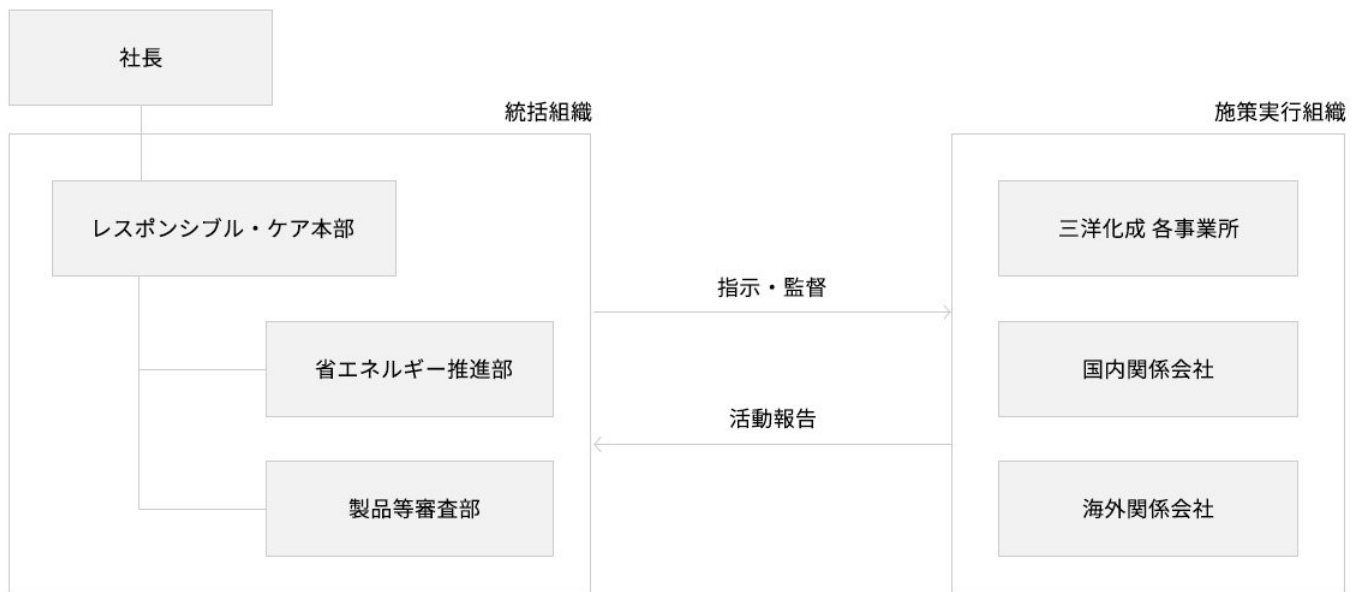 社長
統括組織
レスポンシブル・ケア本部
省エネルギー推進部
製品等審査部
指示・監督
活動報告
施策実行組織
三洋化成 各事業所
国内関係会社
海外関係会社